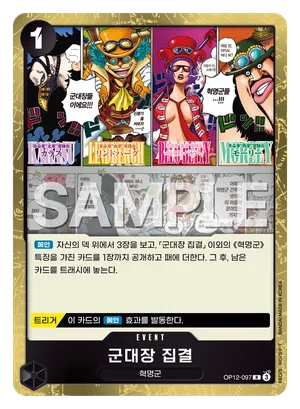 1
군대장들
이에요!!!
혁명군…
!!!
SAMPLE
메인 자신의 덱 위에서 3장을 보고, 「군대장 집결」 이외의 《혁명군》
특징을 가진 카드를 1장까지 공개하고 패에 더한다. 그 후, 남은
카드를 트래시에 놓는다.
트리거 이 카드의 메인 효과를 발동한다.
EVENT
군대장 집결
혁명군
OP12-097 R 3